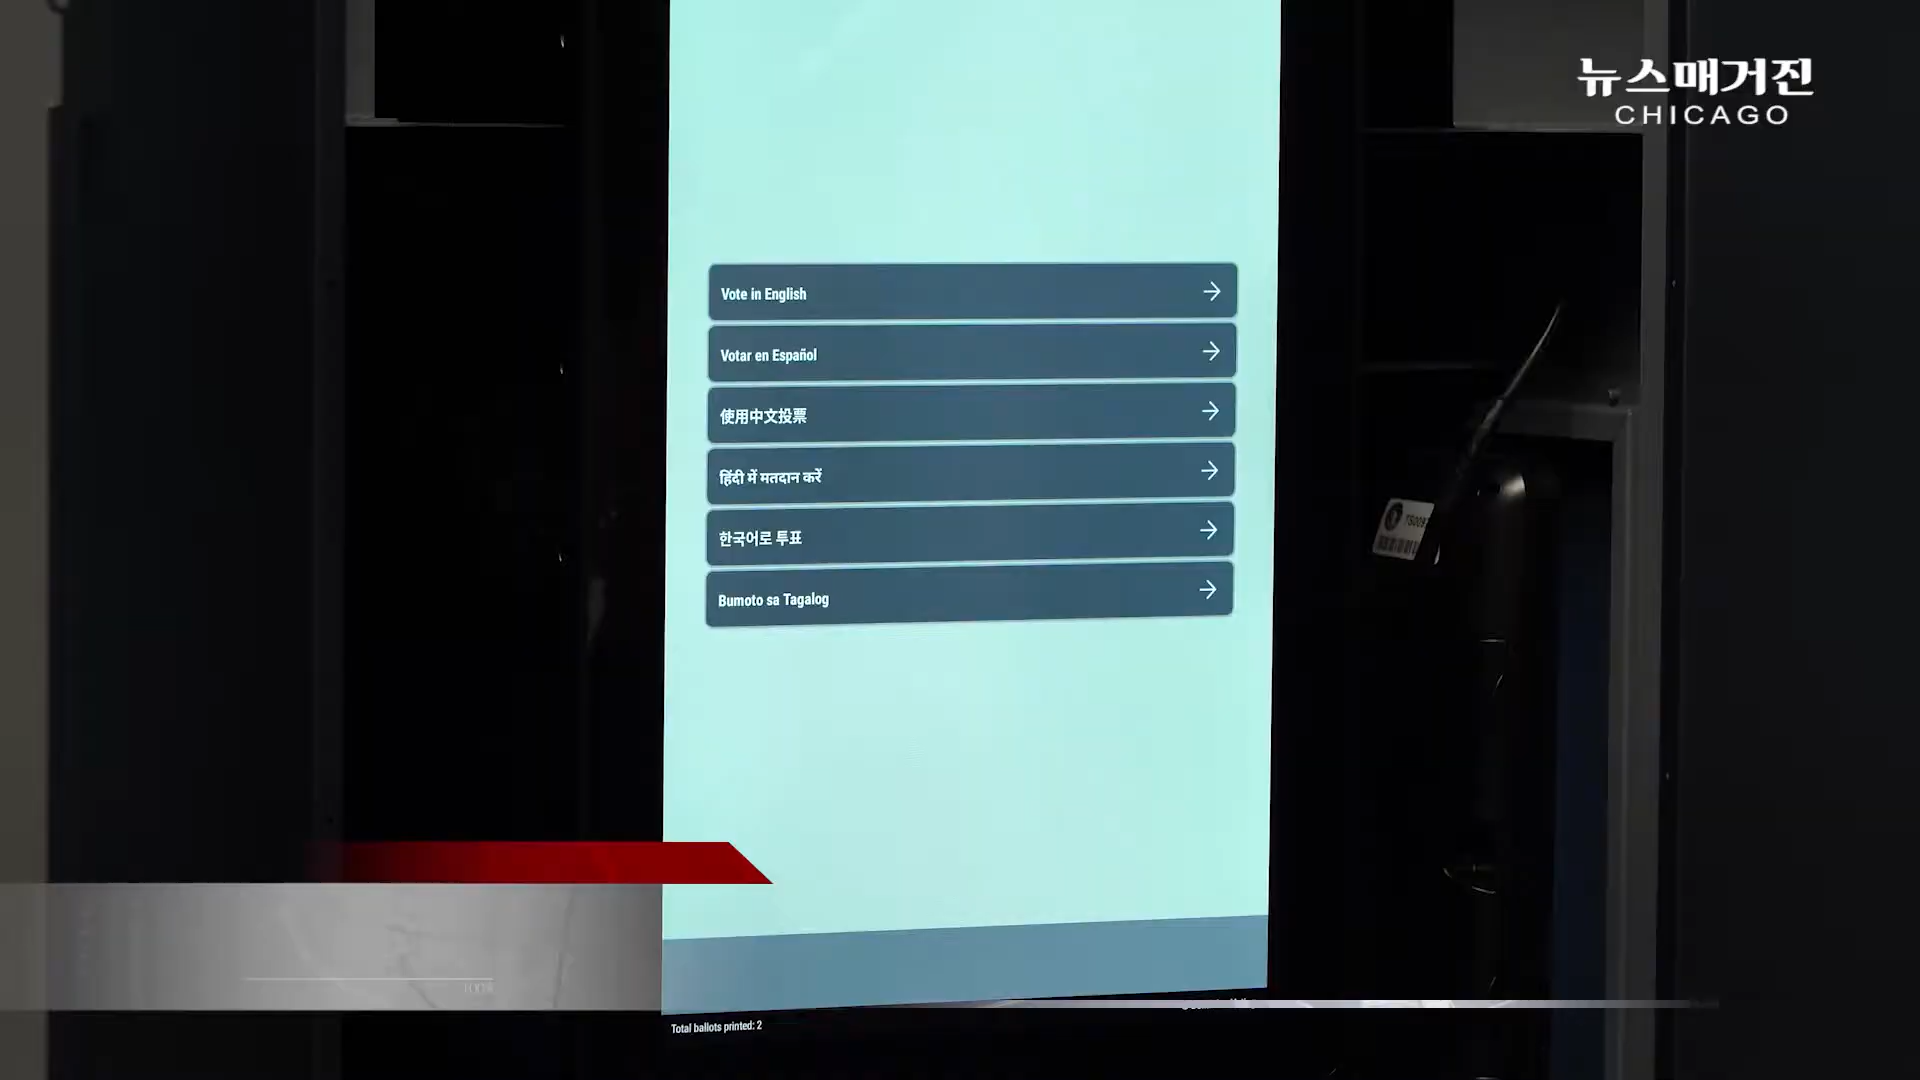 뉴스매거진
CHICAGO
Vote in English
Votar en Español
使用中文投票
हिंदी में मतदान करें
한국어로 투표
Bumoto sa Tagalog
Total ballots printed: 2